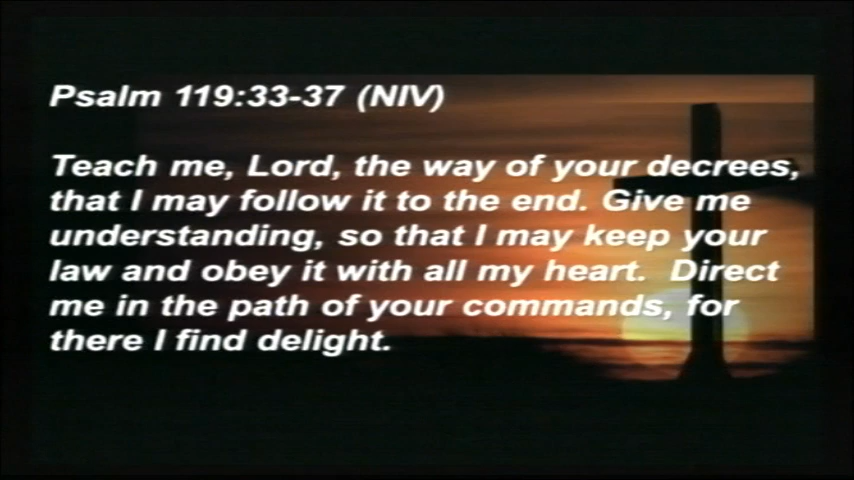 Psalm 119:33-37 (NIV)
Teach me, Lord, the way of your decrees,
that I may follow it to the end. Give me
understanding, so that I may keep your
law and obey it with all my heart.  Direct
me in the path of your commands, for
there I find delight.